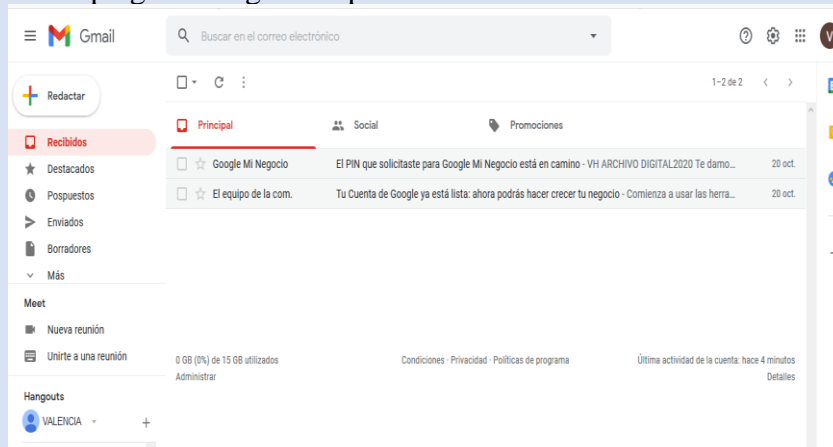 Gmail
Buscar en el correo electrónico
V
Redactar
1–2 de 2
Principal
Social
Promociones
Recibidos
Google Mi Negocio El PIN que solicitaste para Google Mi Negocio está en camino - VH ARCHIVO DIGITAL2020 Te damo... 20 oct.
Destacados
El equipo de la com. Tu Cuenta de Google ya está lista: ahora podrás hacer crecer tu negocio - Comienza a usar las herra... 20 oct.
Pospuestos
Enviados
Borradores
Más
Meet
Nueva reunión
Unirte a una reunión
0 GB (0%) de 15 GB utilizados
Administrar
Condiciones · Privacidad · Políticas de programa
Última actividad de la cuenta: hace 4 minutos
Detalles
Hangouts
VALENCIA